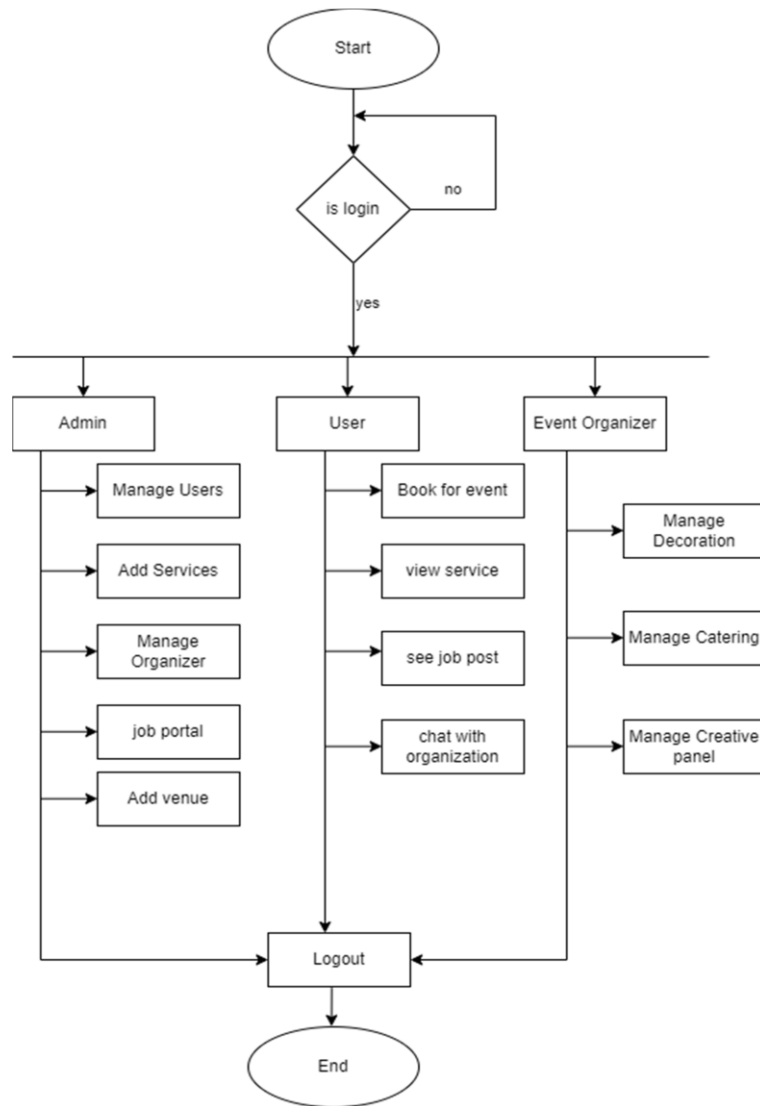 Start
is login
no
yes
Admin
User
Event Organizer
Manage Users
Book for event
Manage
Decoration
Add Services
view service
Manage
Organizer
see job post
Manage Catering
job portal
chat with
organization
Manage Creative
panel
Add venue
Logout
End